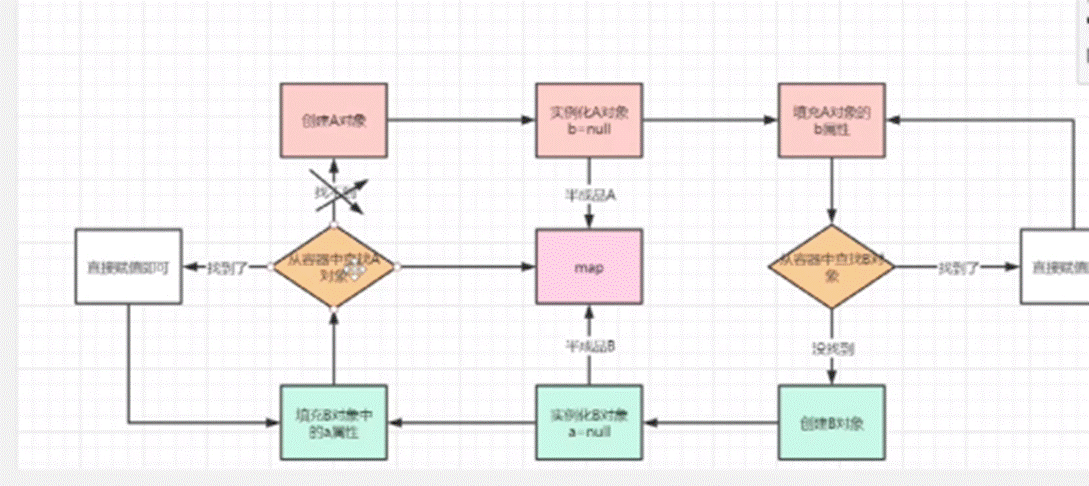 创建A对象
实例化A对象
b=null
填充A对象的
b属性
找不到
半成品A
直接赋值即可
找到了
从容器中查找A
对象
map
从容器中查找B对
象
找到了
直接赋值
半成品B
没找到
填充B对象中
的a属性
实例化B对象
a=null
创建B对象